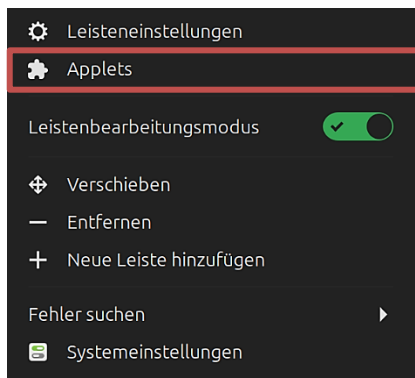 Leisteneinstellungen
Applets
Leistenbearbeitungsmodus
Verschieben
Entfernen
Neue Leiste hinzufügen
Fehler suchen
Systemeinstellungen